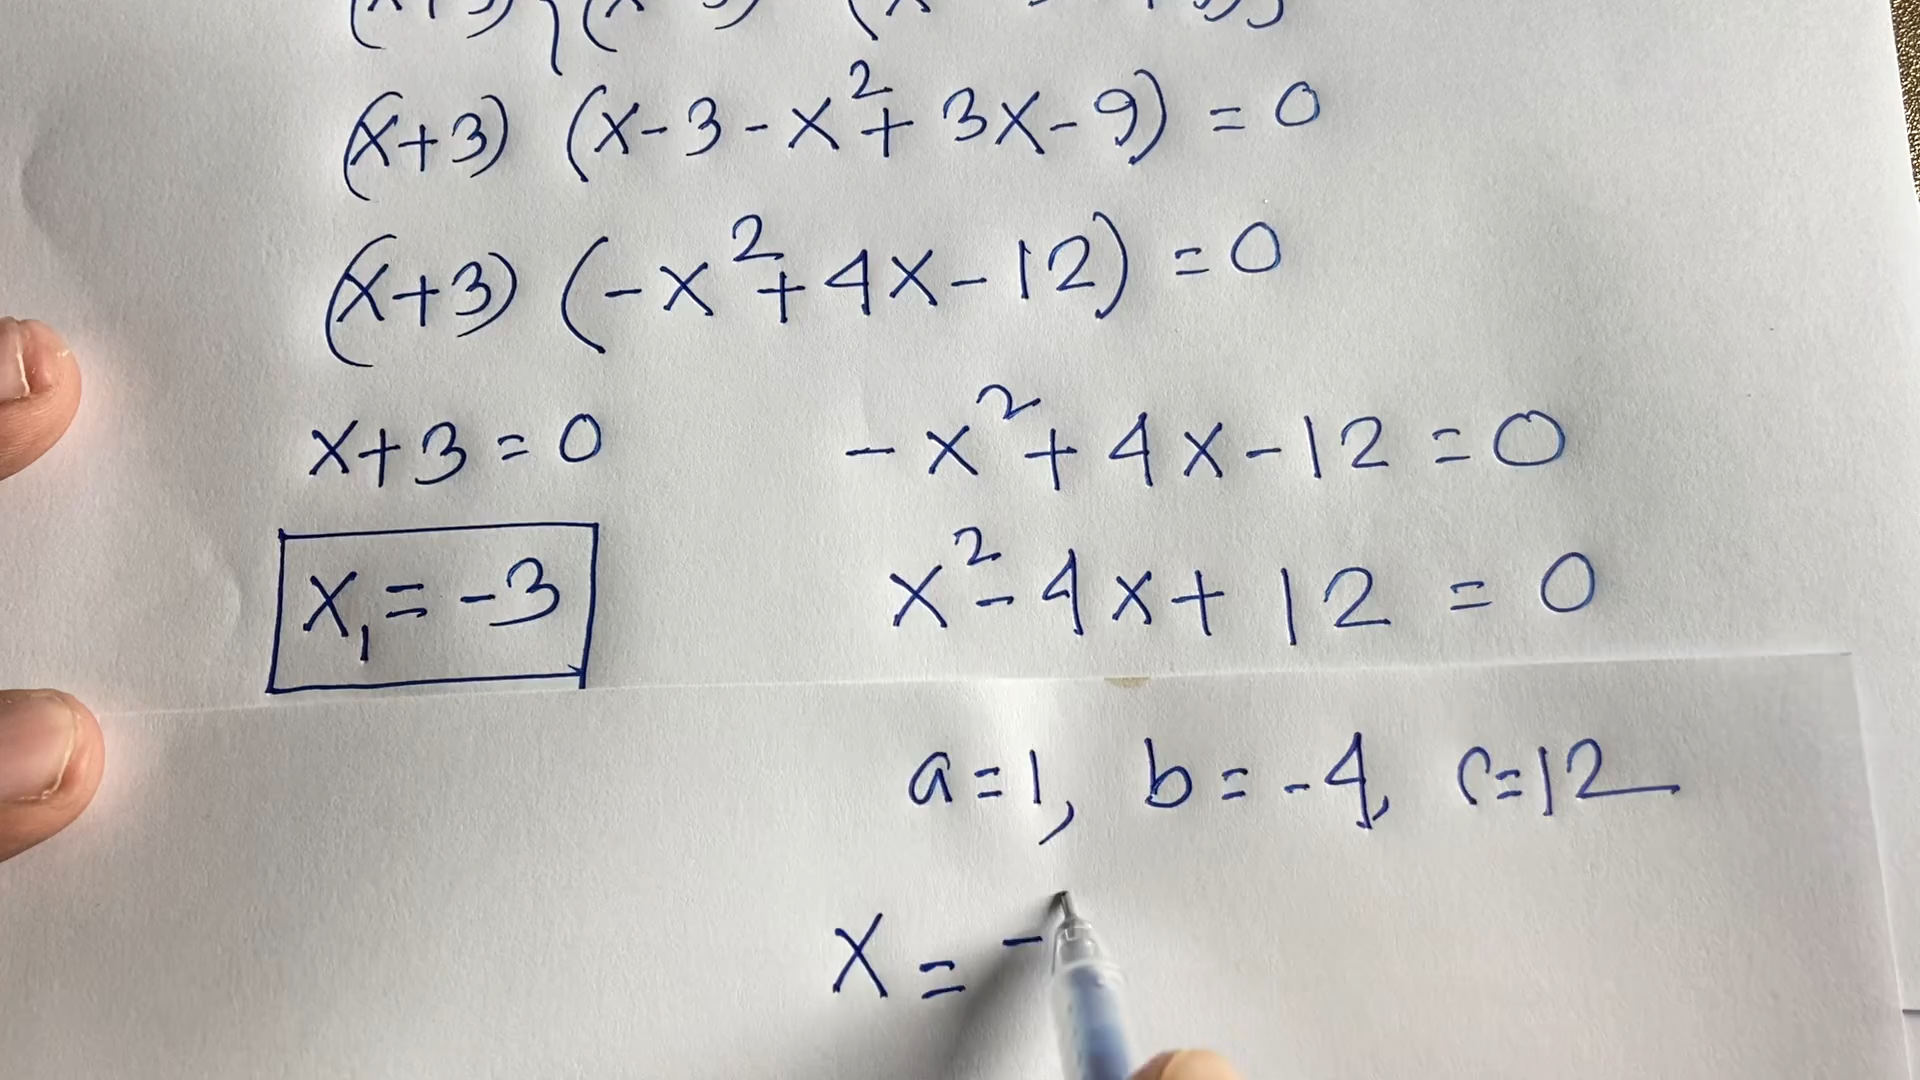 (x+3) (x-3-x²+3x-9) = 0
(x+3) (-x²+4x-12) = 0
x+3=0
-x²+4x-12=0
x₁ = -3
x²-4x+12 = 0
a=1, b=-4, c=12
x = -